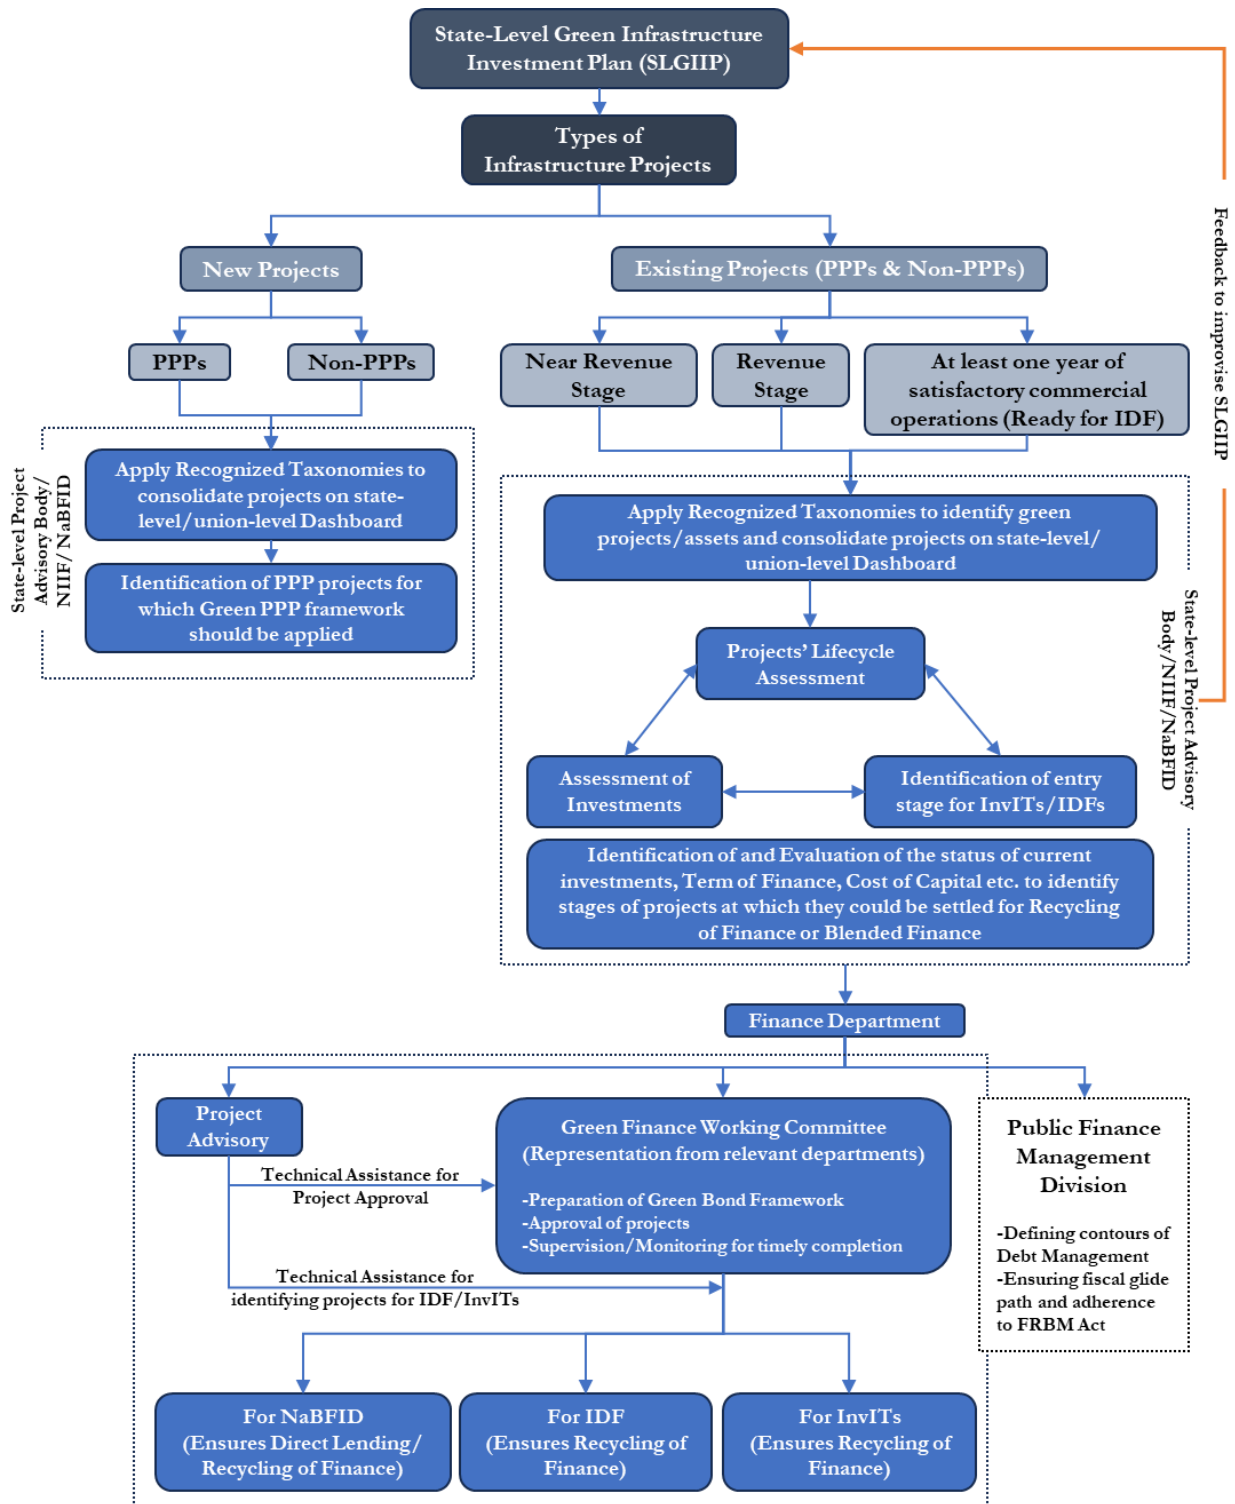 State-Level Green Infrastructure
Investment Plan (SLGIIP)
Types of
Infrastructure Projects
New Projects
Existing Projects (PPPs & Non-PPPs)
PPPs
Non-PPPs
Near Revenue
Stage
Revenue
Stage
At least one year of
satisfactory commercial
operations (Ready for IDF)
Feedback to improvise SLGIIP
State-level Project
Advisory Body/
NIIF/ NaBFID
Apply Recognized Taxonomies to
consolidate projects on state-
level/union-level Dashboard
Identification of PPP projects for
which Green PPP framework
should be applied
Apply Recognized Taxonomies to identify green
projects/assets and consolidate projects on state-level/
union-level Dashboard
State-level Project Advisory
Body/NIIF/NaBFID
Projects’ Lifecycle
Assessment
Assessment of
Investments
Identification of entry
stage for InvITs/IDFs
Identification of and Evaluation of the status of current
investments, Term of Finance, Cost of Capital etc. to identify
stages of projects at which they could be settled for Recycling
of Finance or Blended Finance
Finance Department
Project
Advisory
Green Finance Working Committee
(Representation from relevant departments)
-Preparation of Green Bond Framework
-Approval of projects
-Supervision/Monitoring for timely completion
Public Finance
Management
Division
-Defining contours of
Debt Management
-Ensuring fiscal glide
path and adherence
to FRBM Act
Technical Assistance for
Project Approval
Technical Assistance for
identifying projects for IDF/InvITs
For NaBFID
(Ensures Direct Lending/
Recycling of Finance)
For IDF
(Ensures Recycling of
Finance)
For InvITs
(Ensures Recycling of
Finance)